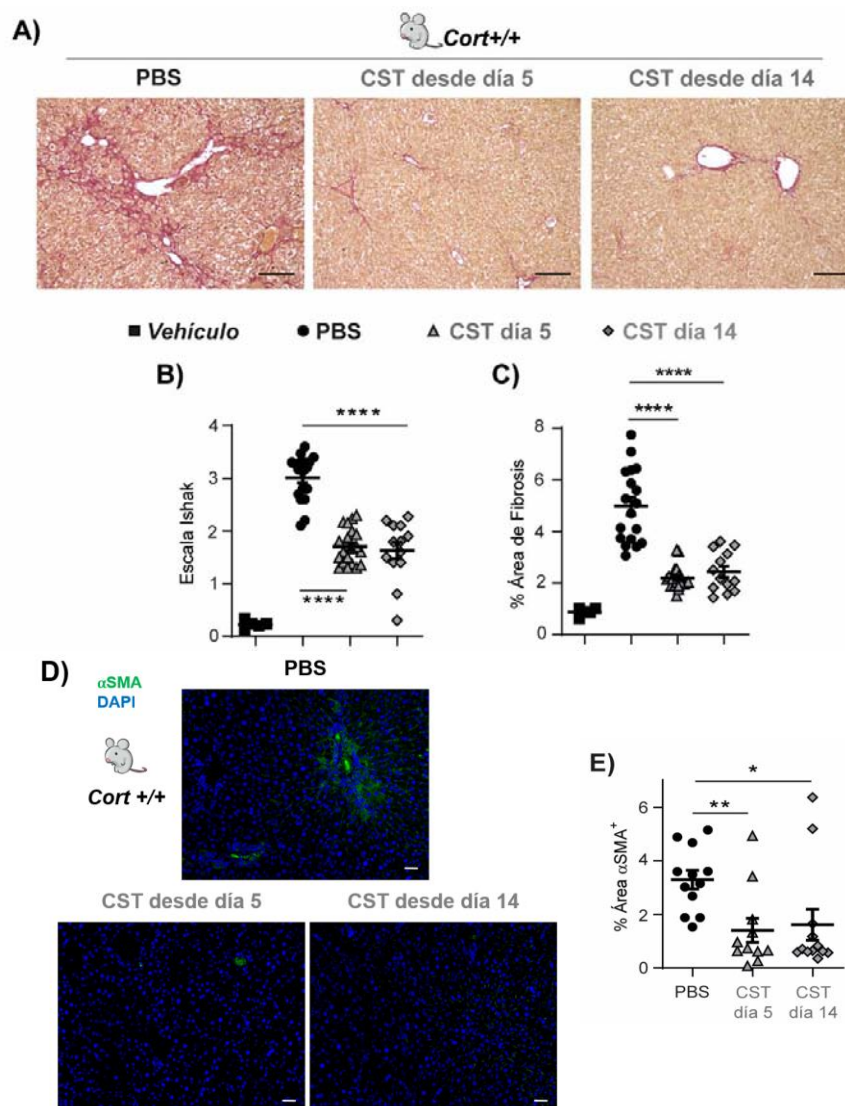 A)
Cort+/+
PBS CST desde día 5 CST desde día 14
Vehículo PBS CST día 5 CST día 14
B)
****
****
Escala Ishak
4
3
2
1
0
C)
****
****
% Área de Fibrosis
8
6
4
2
0
D)
αSMA
DAPI
Cort +/+
PBS
CST desde día 5 CST desde día 14
E)
*
**
% Área αSMA+
6
4
2
0
PBS CST CST
día 5 día 14